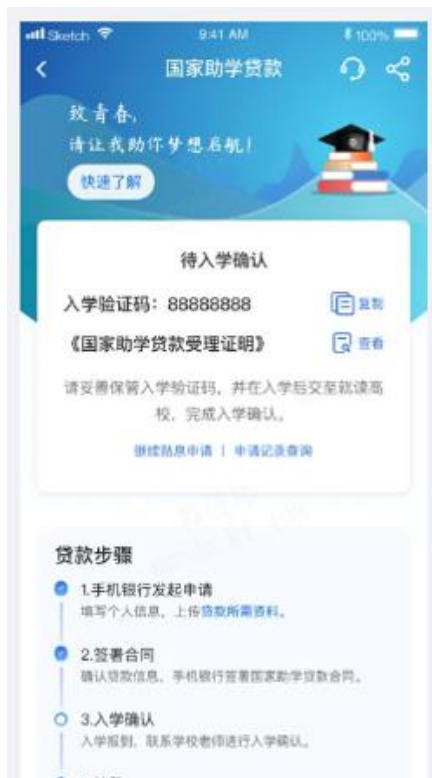 Sketch 9:41 AM 100%
国家助学贷款
致青春，
请让我助你梦想启航！
快速了解
待入学确认
入学验证码：88888888 复制
《国家助学贷款受理证明》 查看
请妥善保管入学验证码，并在入学后交至就读高
校，完成入学确认。
继续贴息申请 | 申请记录查询
贷款步骤
1.手机银行发起申请
填写个人信息，上传贷款所需资料。
2.签署合同
确认贷款信息，手机银行签署国家助学贷款合同。
3.入学确认
入学报到，联系学校老师进行入学确认。